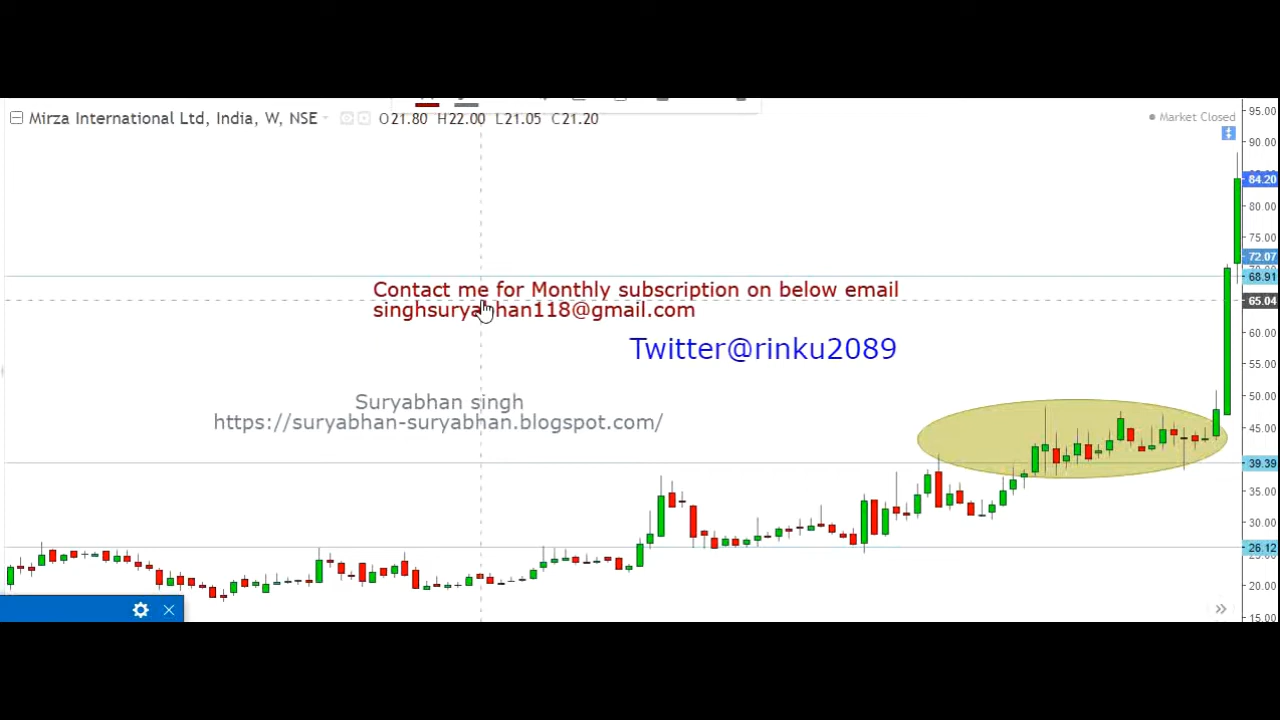 Mirza International Ltd, India, W, NSE O21.80 H22.00 L21.05 C21.20
Market Closed
95.00
90.00
84.20
80.00
75.00
72.07
68.91
Contact me for Monthly subscription on below email
65.04
singhsuryabhan118@gmail.com
60.00
Twitter@rinku2089
55.00
50.00
Suryabhan singh
https://suryabhan-suryabhan.blogspot.com/
45.00
39.39
35.00
30.00
26.12
20.00
15.00